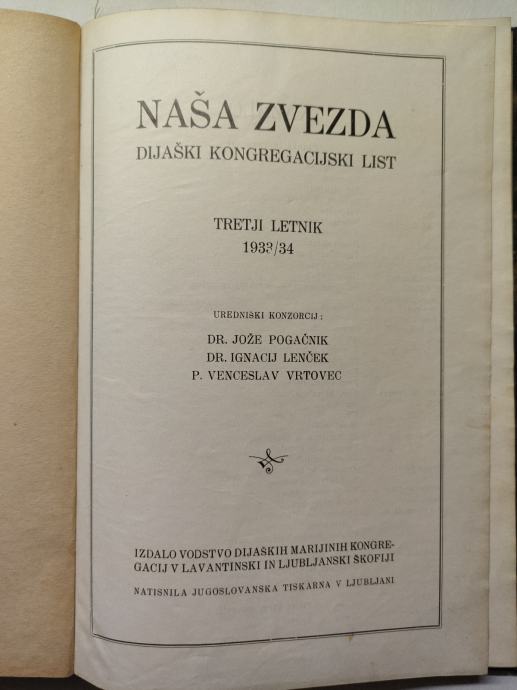 NAŠA ZVEZDA
DIJAŠKI KONGREGACIJSKI LIST
TRETJI LETNIK
1933/34
UREDNIŠKI KONZORCIJ:
DR. JOŽE POGAČNIK
DR. IGNACIJ LENČEK
P. VENCESLAV VRTOVEC
IZDALO VODSTVO DIJAŠKIH MARIJINIH KONGRE-
GACIJ V LAVANTINSKI IN LJUBLJANSKI ŠKOFIJI
NATISNILA JUGOSLOVANSKA TISKARNA V LJUBLJANI